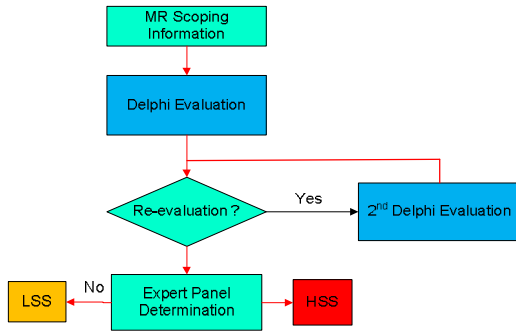 MR Scoping
Information
Delphi Evaluation
Re-evaluation ?
Yes
2nd Delphi Evaluation
No
LSS
Expert Panel
Determination
HSS